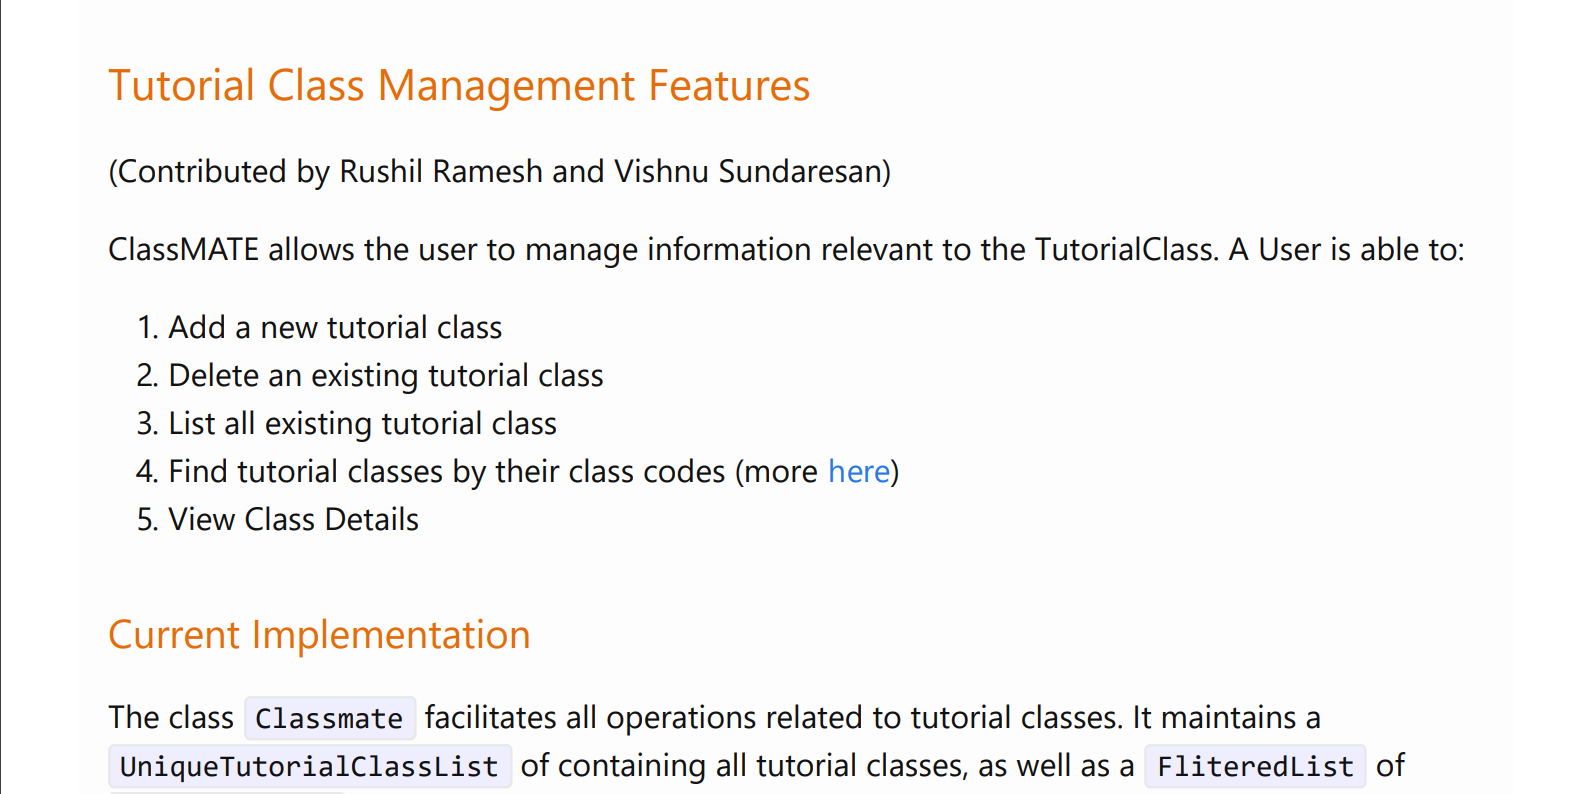 Tutorial Class Management Features
(Contributed by Rushil Ramesh and Vishnu Sundaresan)
ClassMATE allows the user to manage information relevant to the TutorialClass. A User is able to:
1. Add a new tutorial class
2. Delete an existing tutorial class
3. List all existing tutorial class
4. Find tutorial classes by their class codes (more here)
5. View Class Details
Current Implementation
The class Classmate facilitates all operations related to tutorial classes. It maintains a
UniqueTutorialClassList of containing all tutorial classes, as well as a FliteredList of